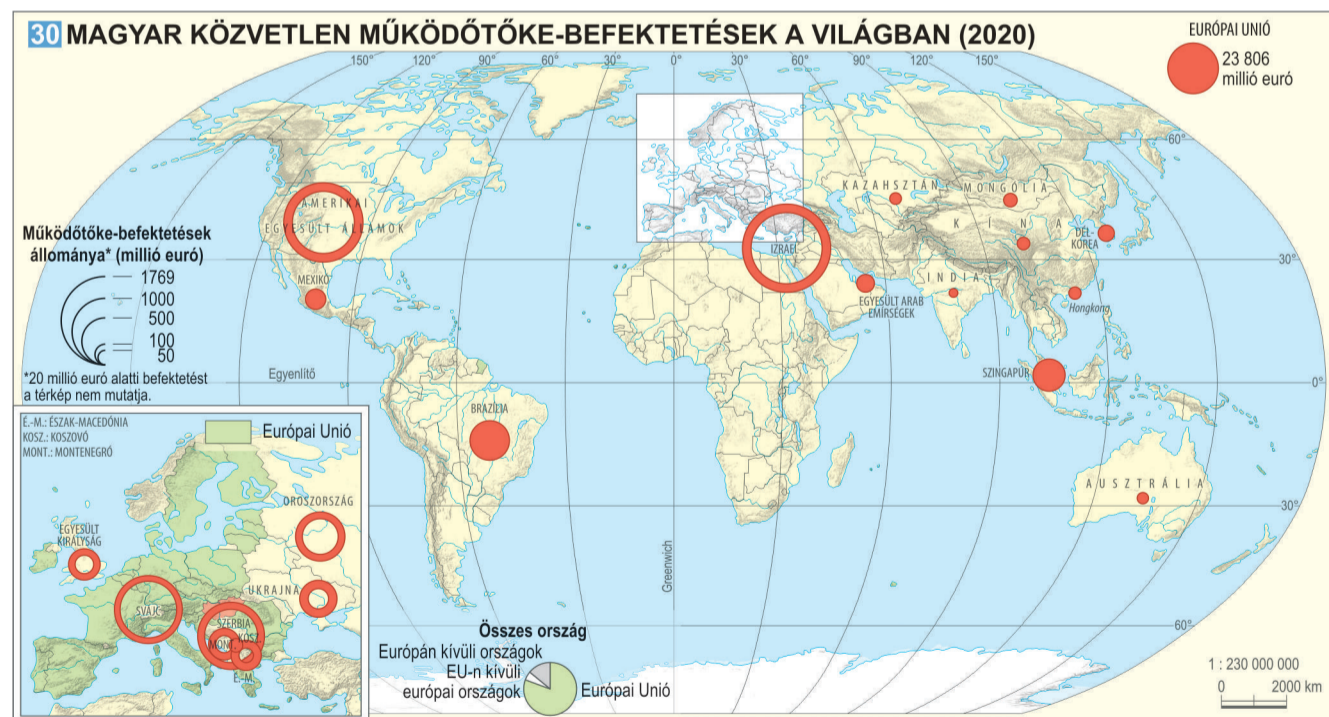 30 MAGYAR KÖZVETLEN MŰKÖDŐTŐKE-BEFEKTETÉSEK A VILÁGBAN (2020)
EURÓPAI UNIÓ
23 806
millió euró
150° 120° 90° 60° 30° 0° 30° 60° 90° 120° 150°
60°
KAZAHSZTÁN
MONGÓLIA
AMERIKAI
EGYESÜLT ÁLLAMOK
KÍNA
DÉL-
KOREA
IZRAEL
30°
Működőtőke-befektetések
állománya* (millió euró)
1769
1000
500
100
50
*20 millió euró alatti befektetést
a térkép nem mutatja.
MEXIKÓ
INDIA
EGYESÜLT ARAB
EMÍRSÉGEK
Hongkong
Egyenlítő
SZINGAPÚR
0°
BRAZÍLIA
AUSZTRÁLIA
30°
Greenwich
É.-M.: ÉSZAK-MACEDÓNIA
KOSZ.: KOSZOVÓ
MONT.: MONTENEGRÓ
Európai Unió
OROSZORSZÁG
EGYESÜLT
KIRÁLYSÁG
UKRAJNA
SVÁJC
SZERBIA
KOSZ.
MONT.
É.-M.
Összes ország
Európán kívüli országok
EU-n kívüli
európai országok
Európai Unió
60°
1 : 230 000 000
0 2000 km